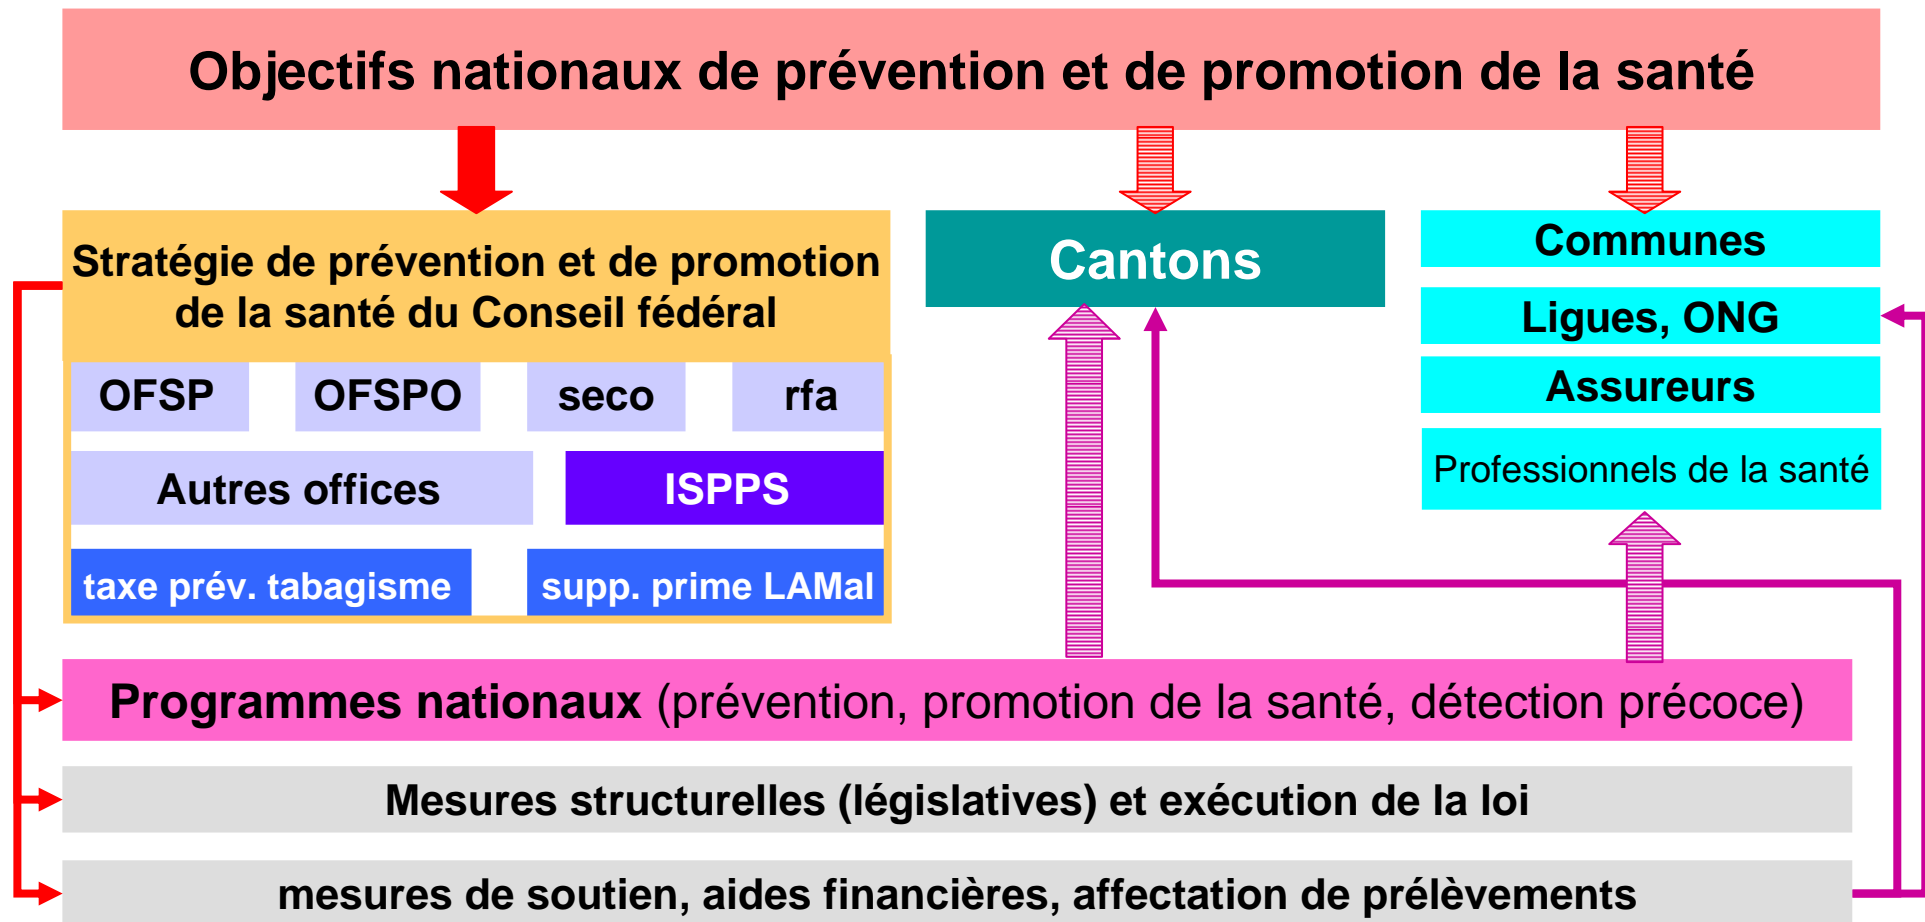 Objectifs nationaux de prévention et de promotion de la santé
Stratégie de prévention et de promotion
de la santé du Conseil fédéral
OFSP
OFSPO
seco
rfa
Autres offices
ISPPS
taxe prév. tabagisme
supp. prime LAMal
Cantons
Communes
Ligues, ONG
Assureurs
Professionnels de la santé
Programmes nationaux (prévention, promotion de la santé, détection précoce)
Mesures structurelles (législatives) et exécution de la loi
mesures de soutien, aides financières, affectation de prélèvements